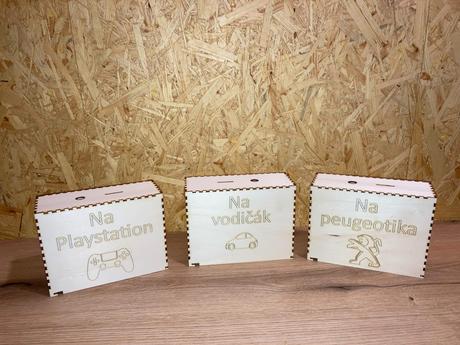 Na
Playstation
Na
vodičák
Na
peugeotika